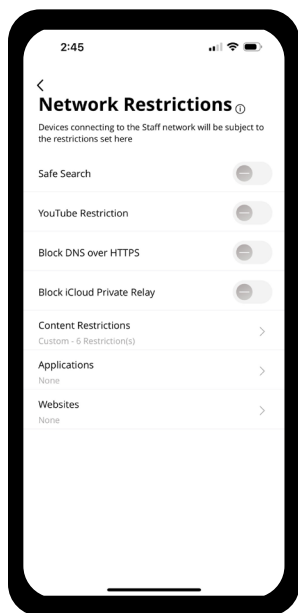 2:45
Network Restrictions
Devices connecting to the Staff network will be subject to
the restrictions set here
Safe Search
YouTube Restriction
Block DNS over HTTPS
Block iCloud Private Relay
Content Restrictions
Custom - 6 Restriction(s)
Applications
None
Websites
None